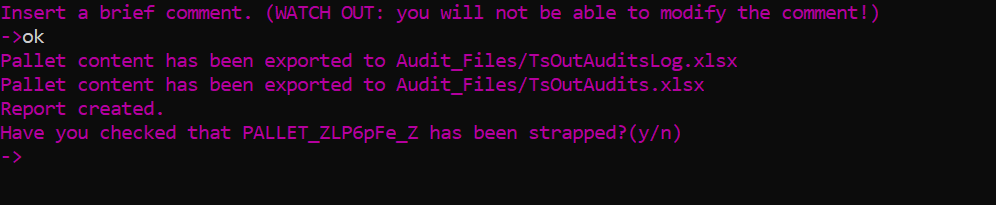 Insert a brief comment. (WATCH OUT: you will not be able to modify the comment!)
->ok
Pallet content has been exported to Audit_Files/TsOutAuditsLog.xlsx
Pallet content has been exported to Audit_Files/TsOutAudits.xlsx
Report created.
Have you checked that PALLET_ZLP6pFe_Z has been strapped?(y/n)
->